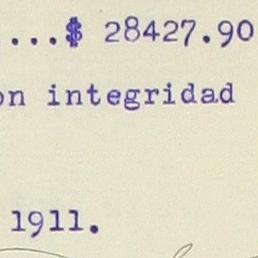 ...$ 28427.90
on integridad
1911.